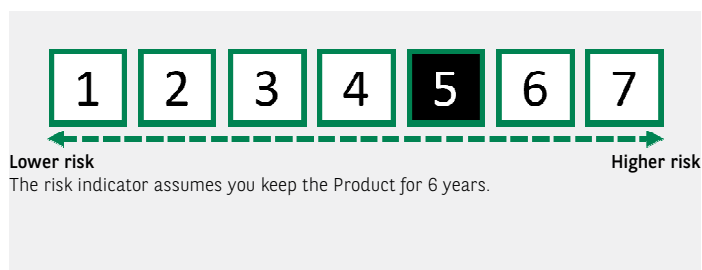 1 2 3 4 5 6 7
Lower risk Higher risk
The risk indicator assumes you keep the Product for 6 years.